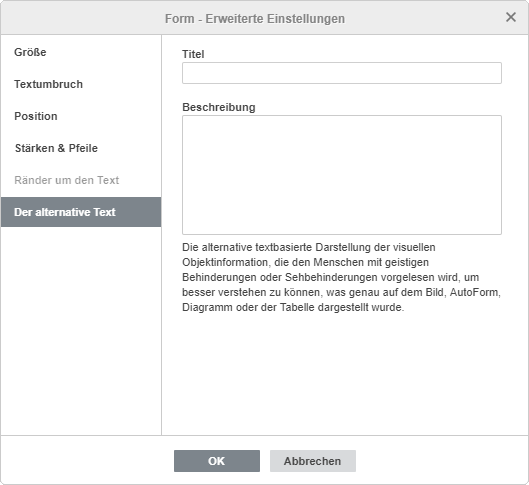 Form - Erweiterte Einstellungen
Größe
Textumbruch
Position
Stärken & Pfeile
Ränder um den Text
Der alternative Text
Titel
Beschreibung
Die alternative textbasierte Darstellung der visuellen
Objektinformation, die den Menschen mit geistigen
Behinderungen oder Sehbehinderungen vorgelesen wird, um
besser verstehen zu können, was genau auf dem Bild, AutoForm,
Diagramm oder der Tabelle dargestellt wurde.
OK
Abbrechen